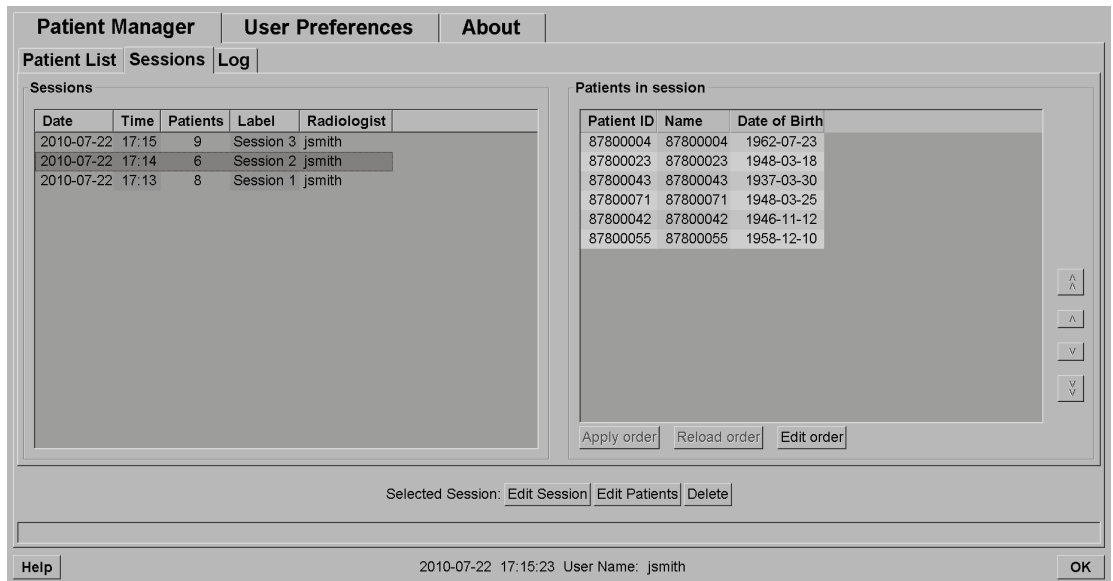 Patient Manager User Preferences About
Patient List Sessions Log
Sessions
Date Time Patients Label Radiologist
2010-07-22 17:15 9 Session 3 jsmith
2010-07-22 17:14 6 Session 2 jsmith
2010-07-22 17:13 8 Session 1 jsmith
Patients in session
Patient ID Name Date of Birth
87800004 87800004 1962-07-23
87800023 87800023 1948-03-18
87800043 87800043 1937-03-30
87800071 87800071 1948-03-25
87800042 87800042 1946-11-12
87800055 87800055 1958-12-10
Apply order Reload order Edit order
Selected Session: Edit Session Edit Patients Delete
Help 2010-07-22 17:15:23 User Name: jsmith OK